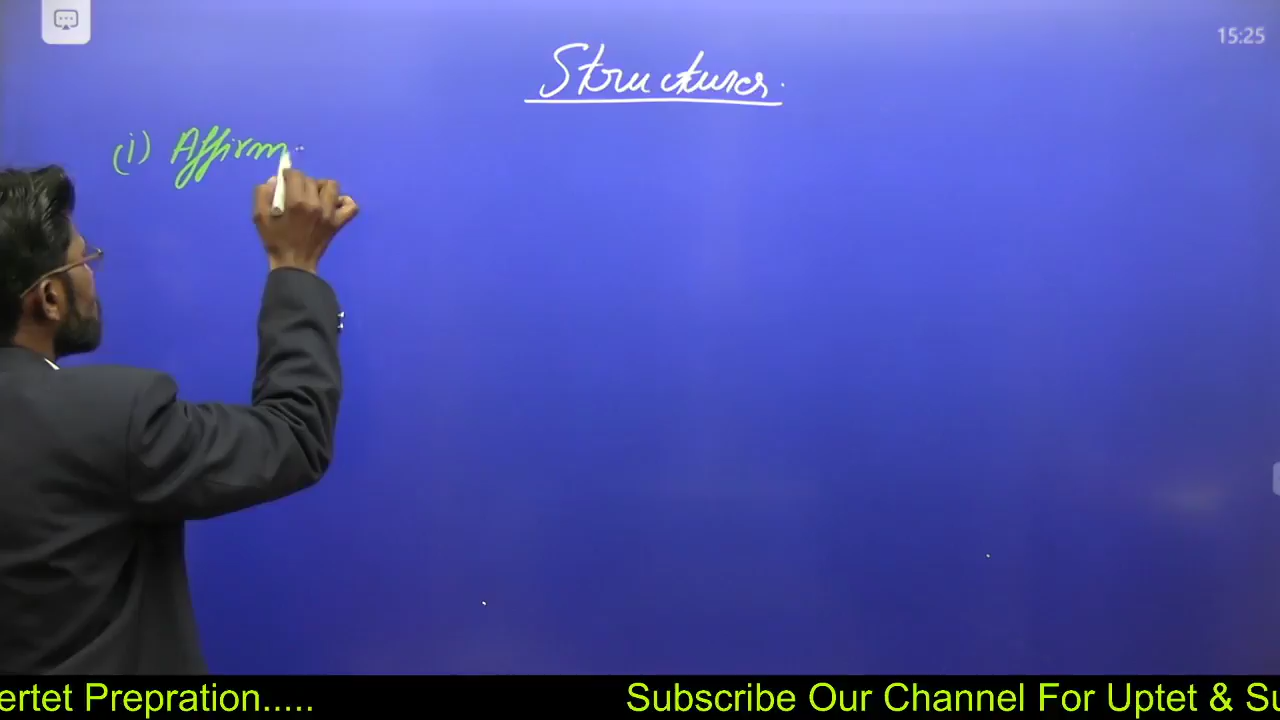 15:25
Structures.
(i) Affirm
ertet Prepration..... Subscribe Our Channel For Uptet & Su